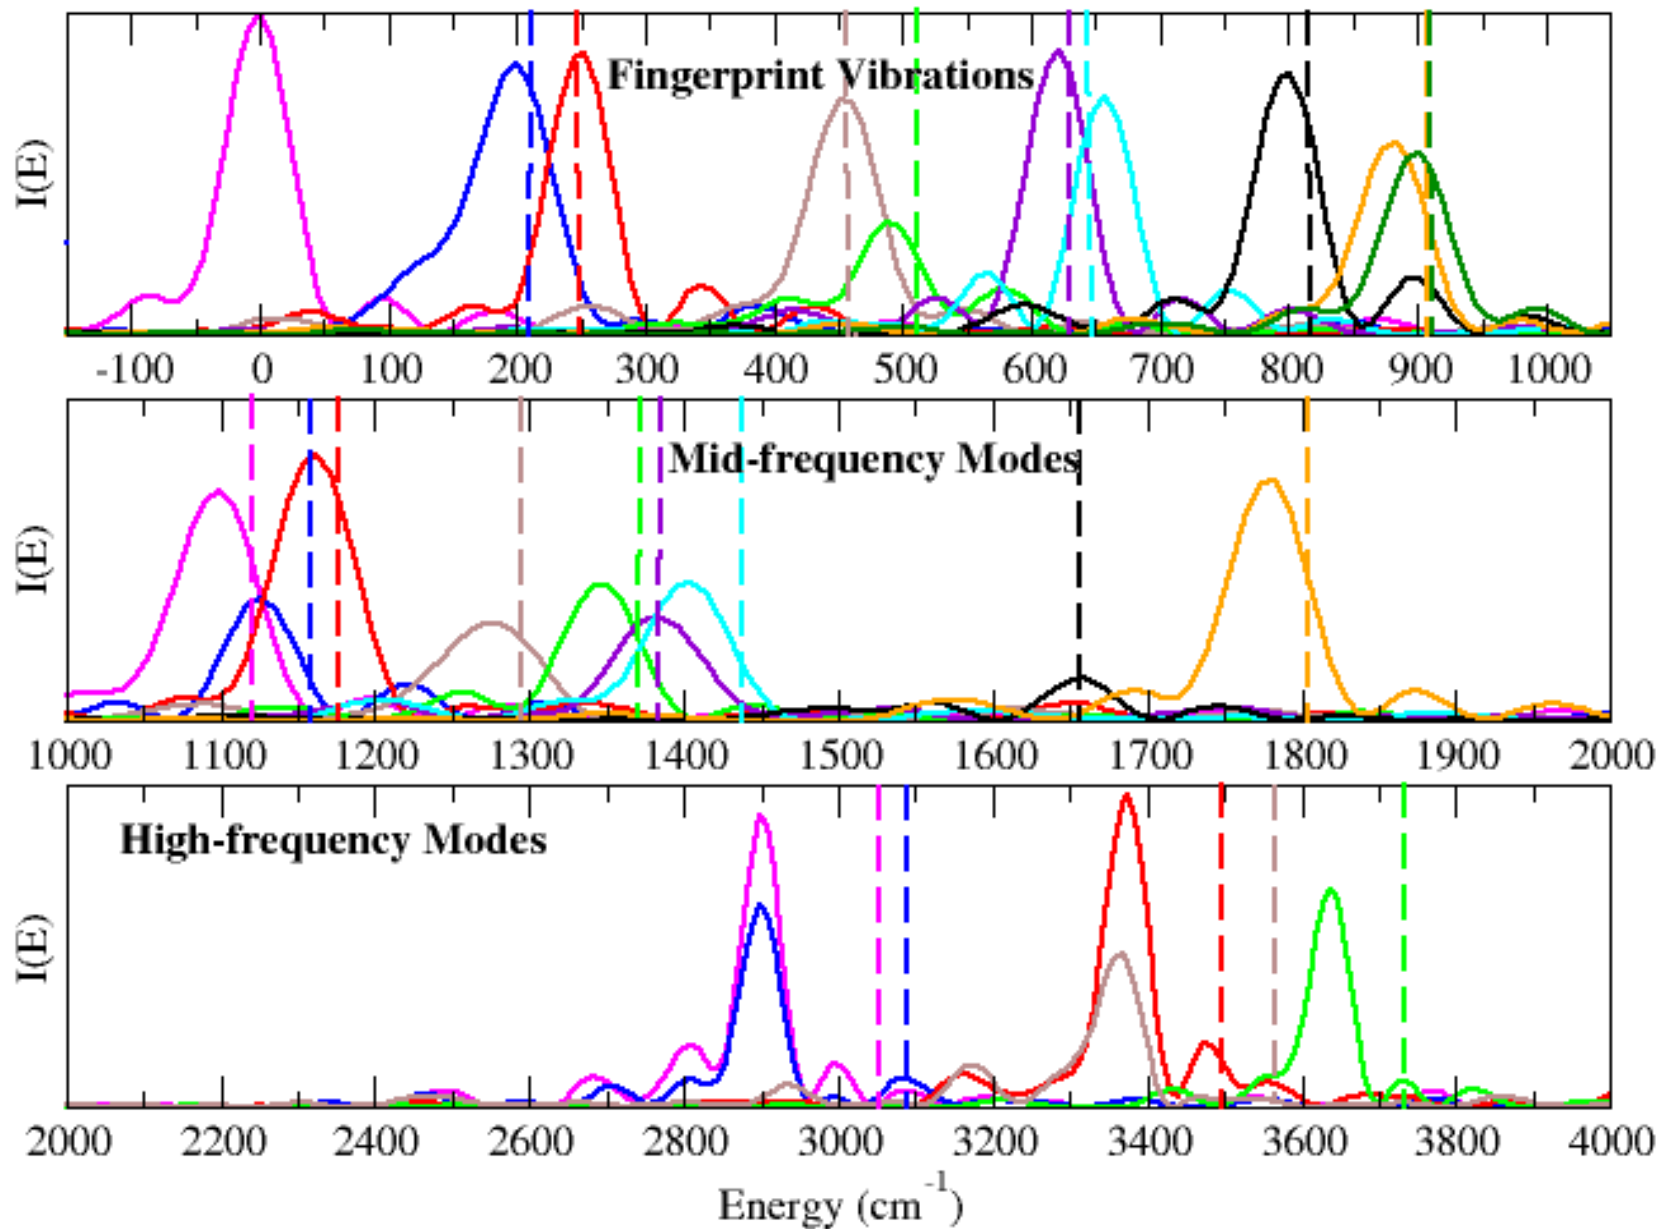 Fingerprint Vibrations
I(E)
-100 0 100 200 300 400 500 600 700 800 900 1000
Mid-frequency Modes
I(E)
1000 1100 1200 1300 1400 1500 1600 1700 1800 1900 2000
High-frequency Modes
I(E)
2000 2200 2400 2600 2800 3000 3200 3400 3600 3800 4000
Energy (cm⁻¹)